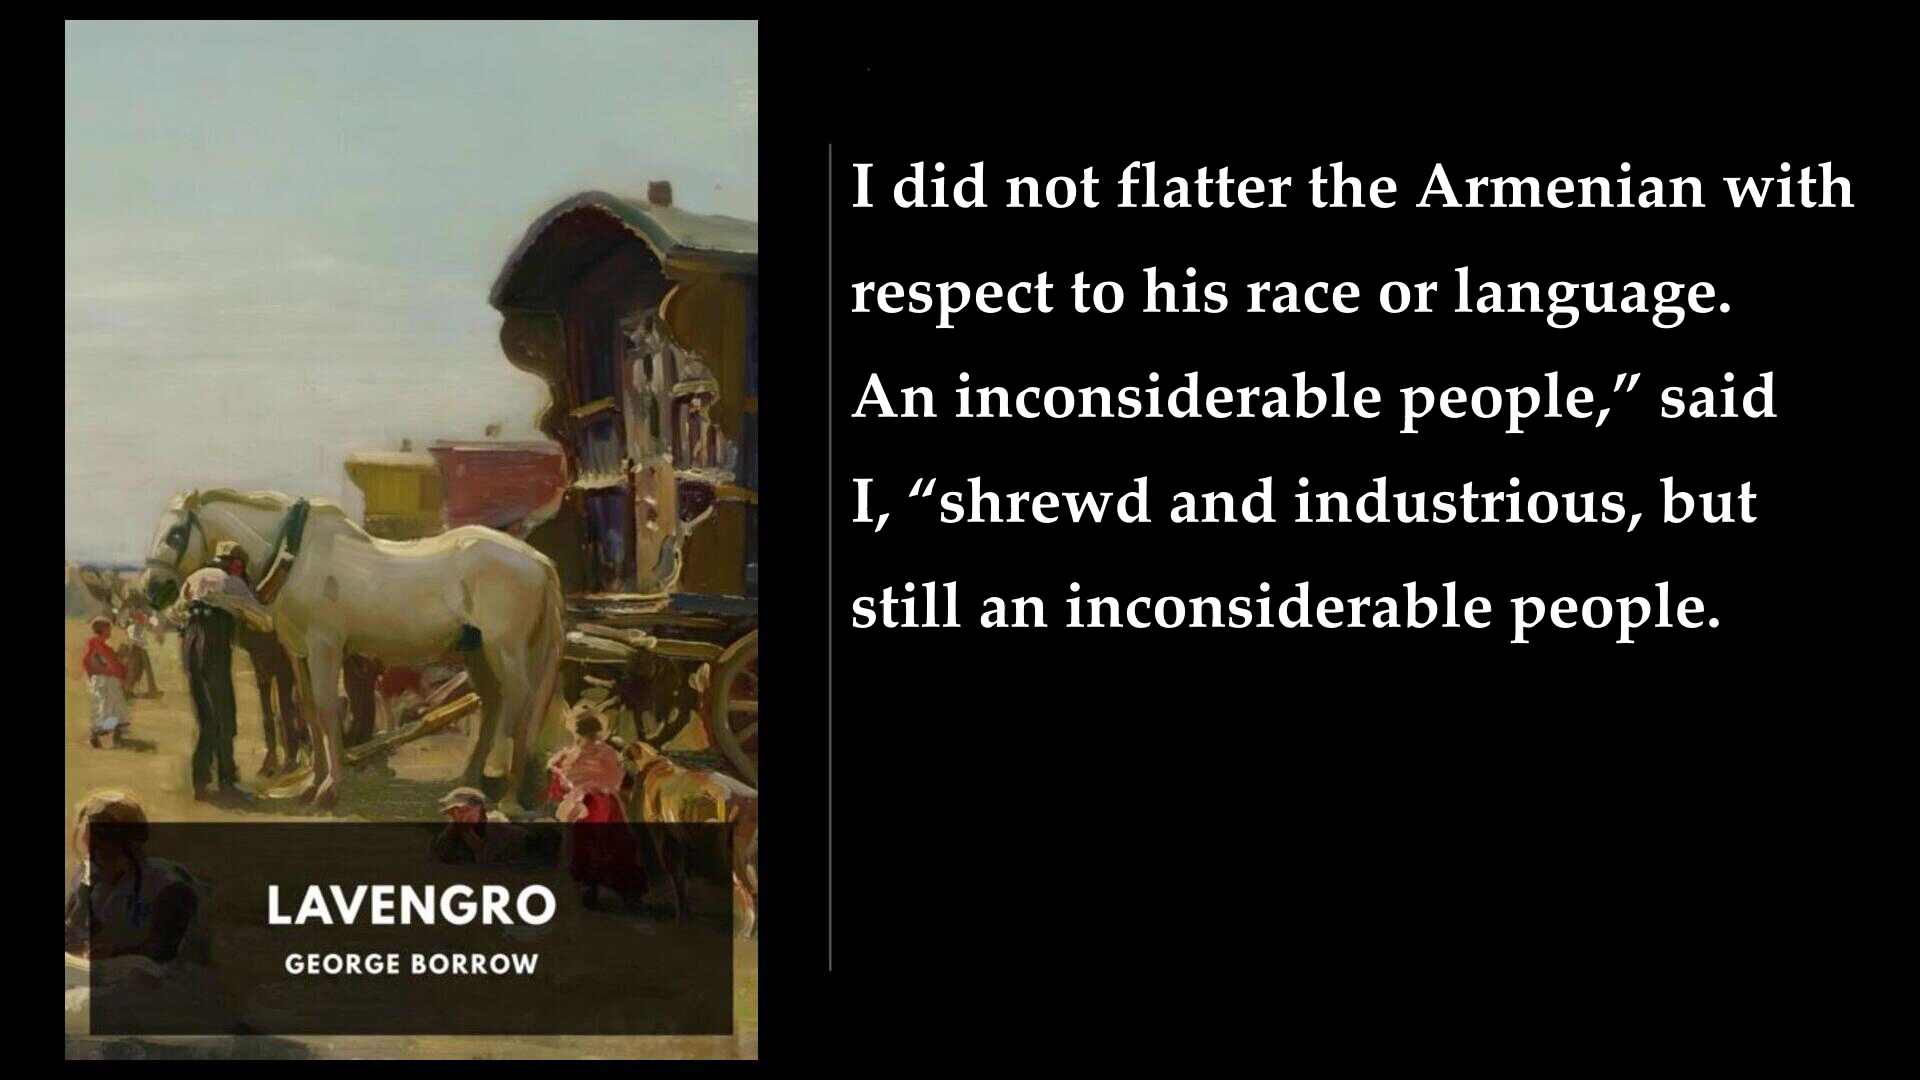 I did not flatter the Armenian with
respect to his race or language.
An inconsiderable people,” said
I, “shrewd and industrious, but
still an inconsiderable people.
LAVENGRO
GEORGE BORROW